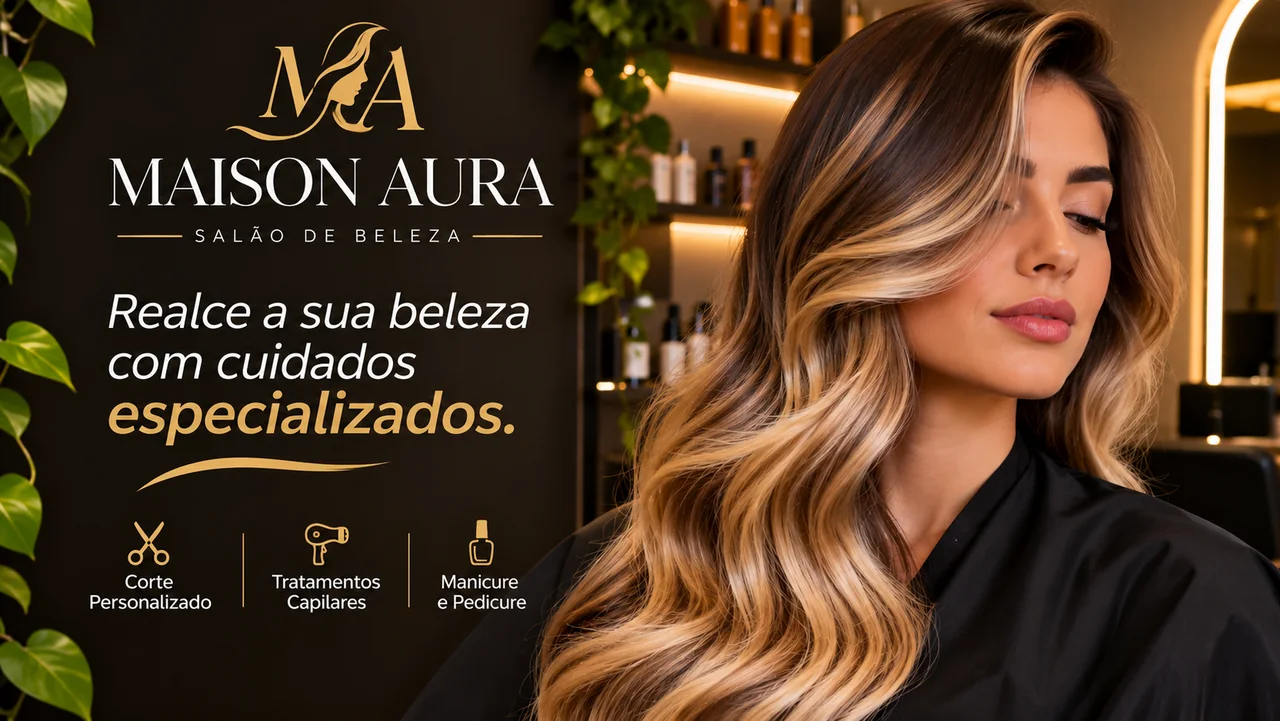 MA
MAISON AURA
SALÃO DE BELEZA
Realce a sua beleza
com cuidados
especializados.
Corte
Personalizado
Tratamentos
Capilares
Manicure
e Pedicure